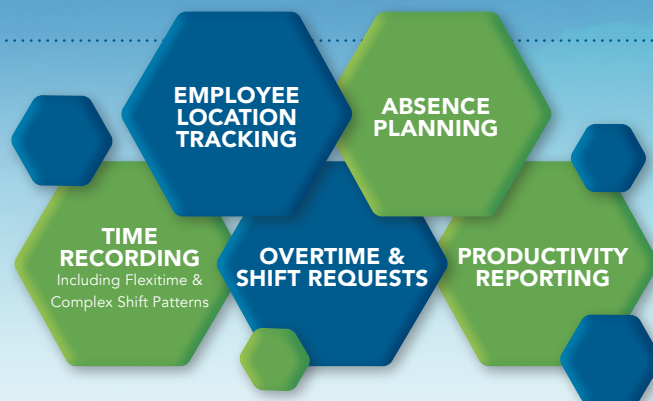 EMPLOYEE
LOCATION
TRACKING
ABSENCE
PLANNING
TIME
RECORDING
Including Flexitime &
Complex Shift Patterns
OVERTIME &
SHIFT REQUESTS
PRODUCTIVITY
REPORTING